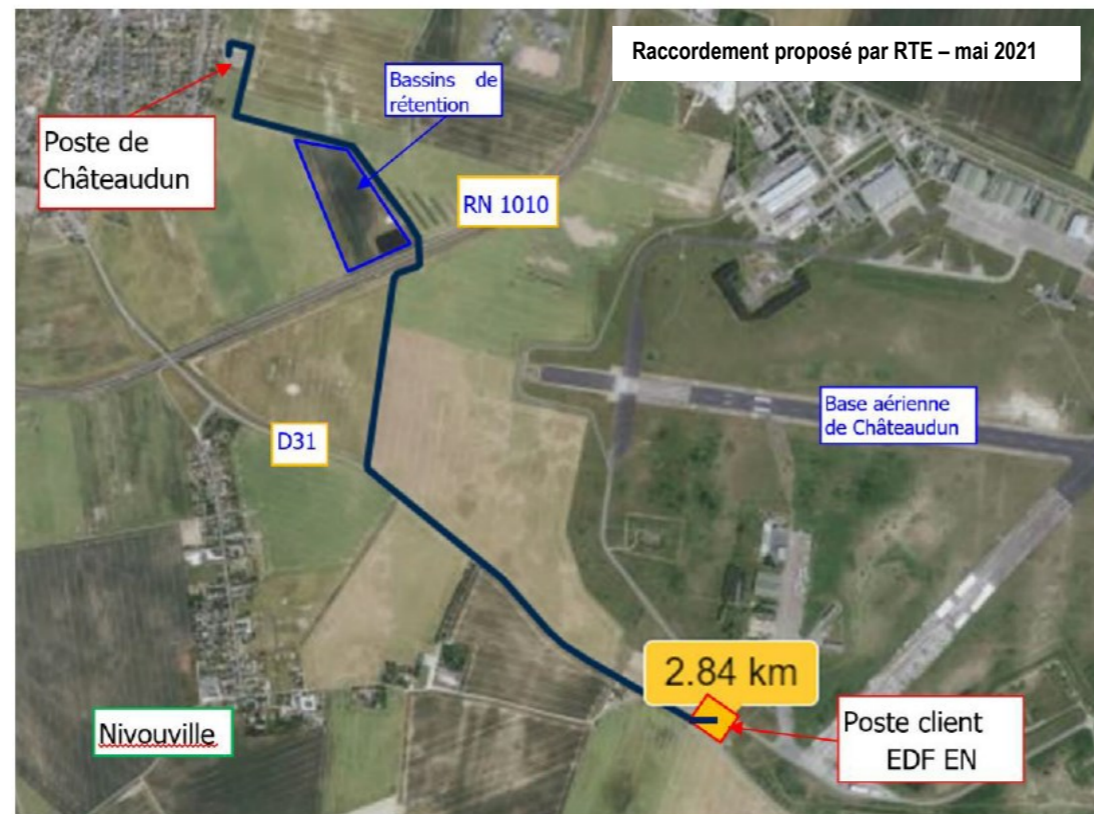 Raccordement proposé par RTE – mai 2021
Bassins de
rétention
Poste de
Châteaudun
RN 1010
Base aérienne
de Châteaudun
D31
2.84 km
Nivouville
Poste client
EDF EN